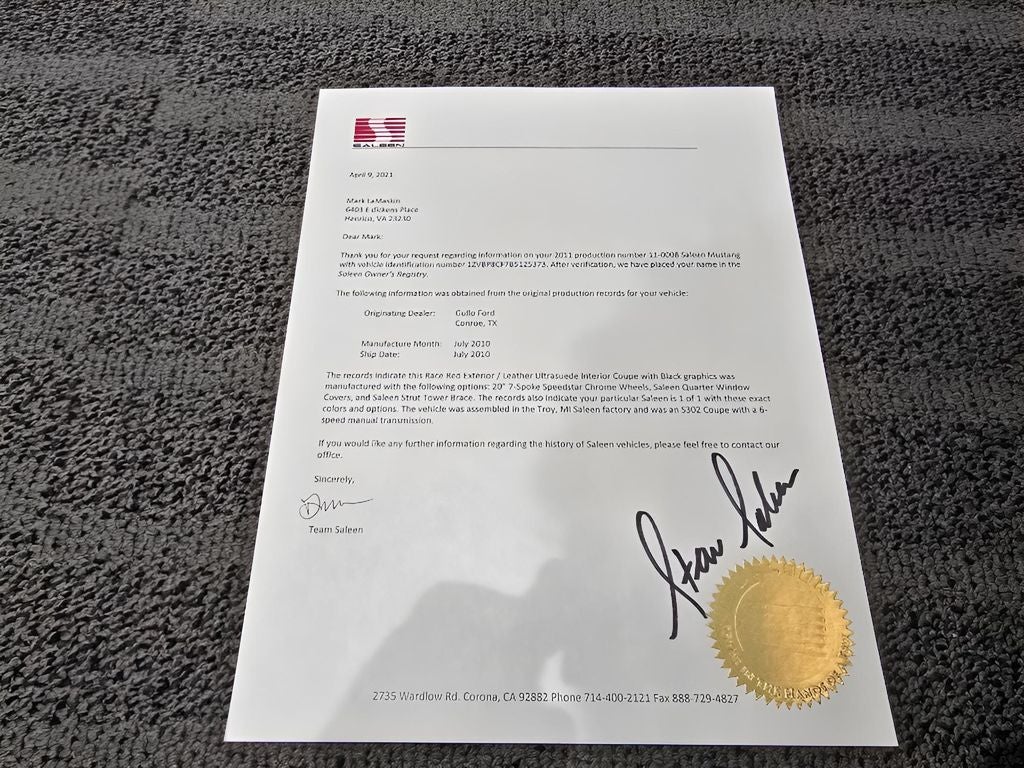 SALEEN
April 9, 2021
Mark LaMaskin
6403 E dickens Place
Henrico, VA 23230
Dear Mark:
Thank you for your request regarding information on your 2011 production number 11-0008 Saleen Mustang
with vehicle identification number 1ZVBP8CF7B5125373. After verification, we have placed your name in the
Saleen Owner's Registry.
The following information was obtained from the original production records for your vehicle:
Originating Dealer: Gullo Ford
Conroe, TX
Manufacture Month: July 2010
Ship Date: July 2010
The records indicate this Race Red Exterior / Leather Ultrasuede Interior Coupe with Black graphics was
manufactured with the following options: 20" 7-Spoke Speedstar Chrome Wheels, Saleen Quarter Window
Covers, and Saleen Strut Tower Brace. The records also indicate your particular Saleen is 1 of 1 with these exact
colors and options. The vehicle was assembled in the Troy, MI Saleen factory and was an S302 Coupe with a 6-
speed manual transmission.
If you would like any further information regarding the history of Saleen vehicles, please feel free to contact our
office.
Sincerely,
Team Saleen
Steve Saleen
2735 Wardlow Rd. Corona, CA 92882 Phone 714-400-2121 Fax 888-729-4827